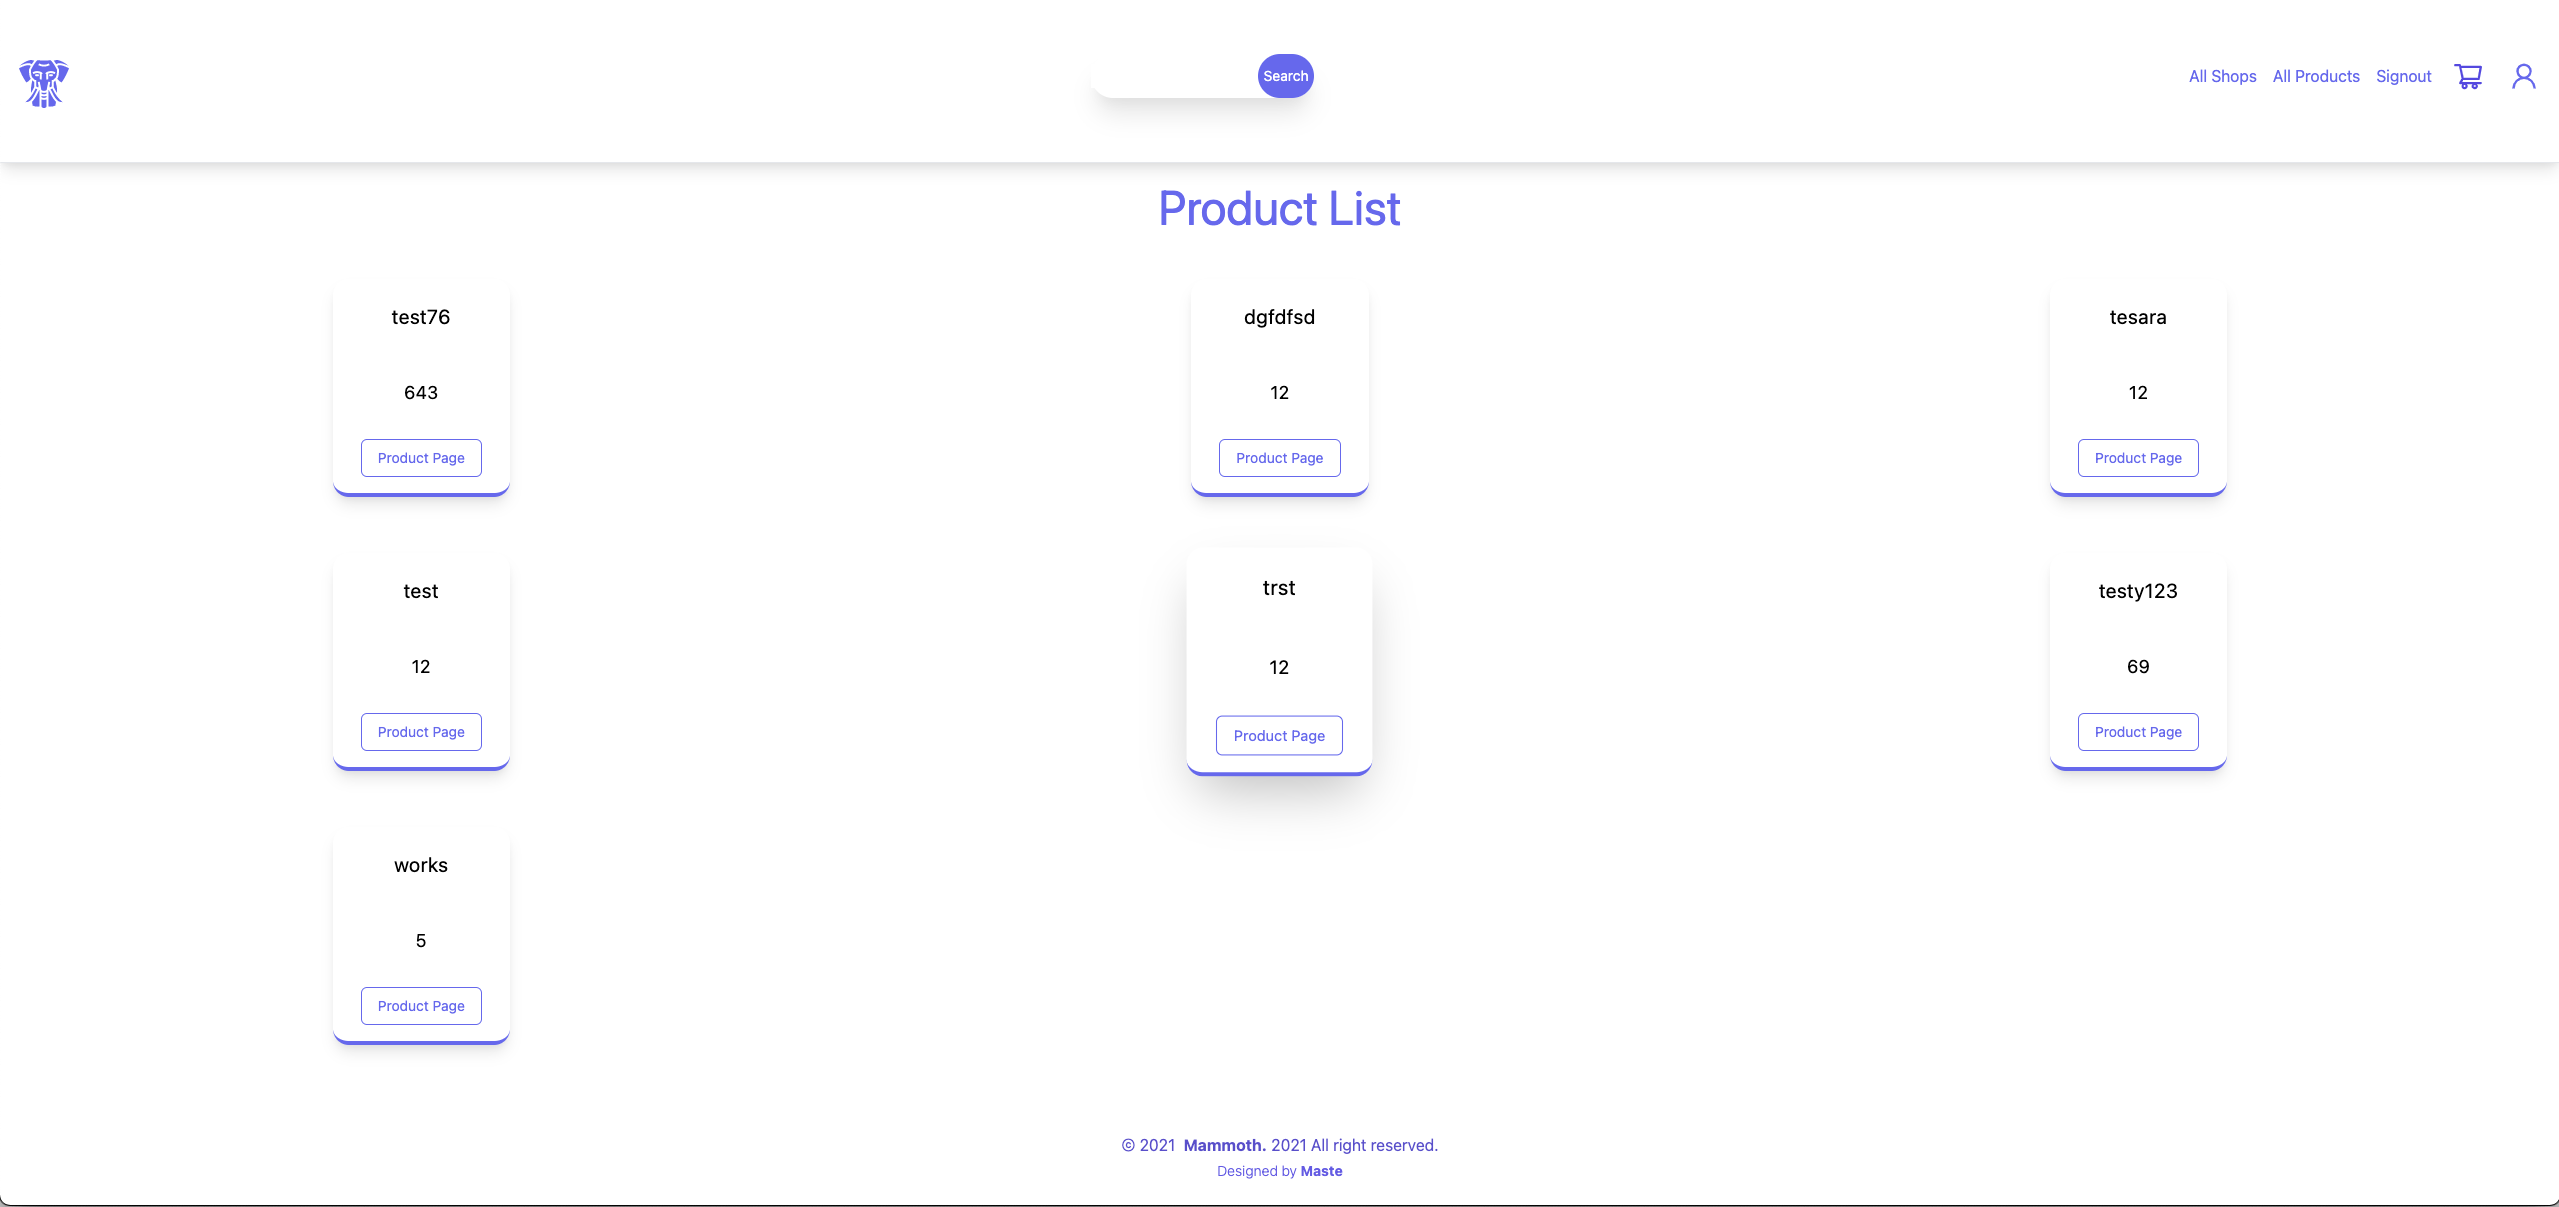 Search
All Shops All Products Signout
Product List
test76
643
Product Page
dgfdfsd
12
Product Page
tesara
12
Product Page
test
12
Product Page
trst
12
Product Page
testy123
69
Product Page
works
5
Product Page
© 2021 Mammoth. 2021 All right reserved.
Designed by Maste